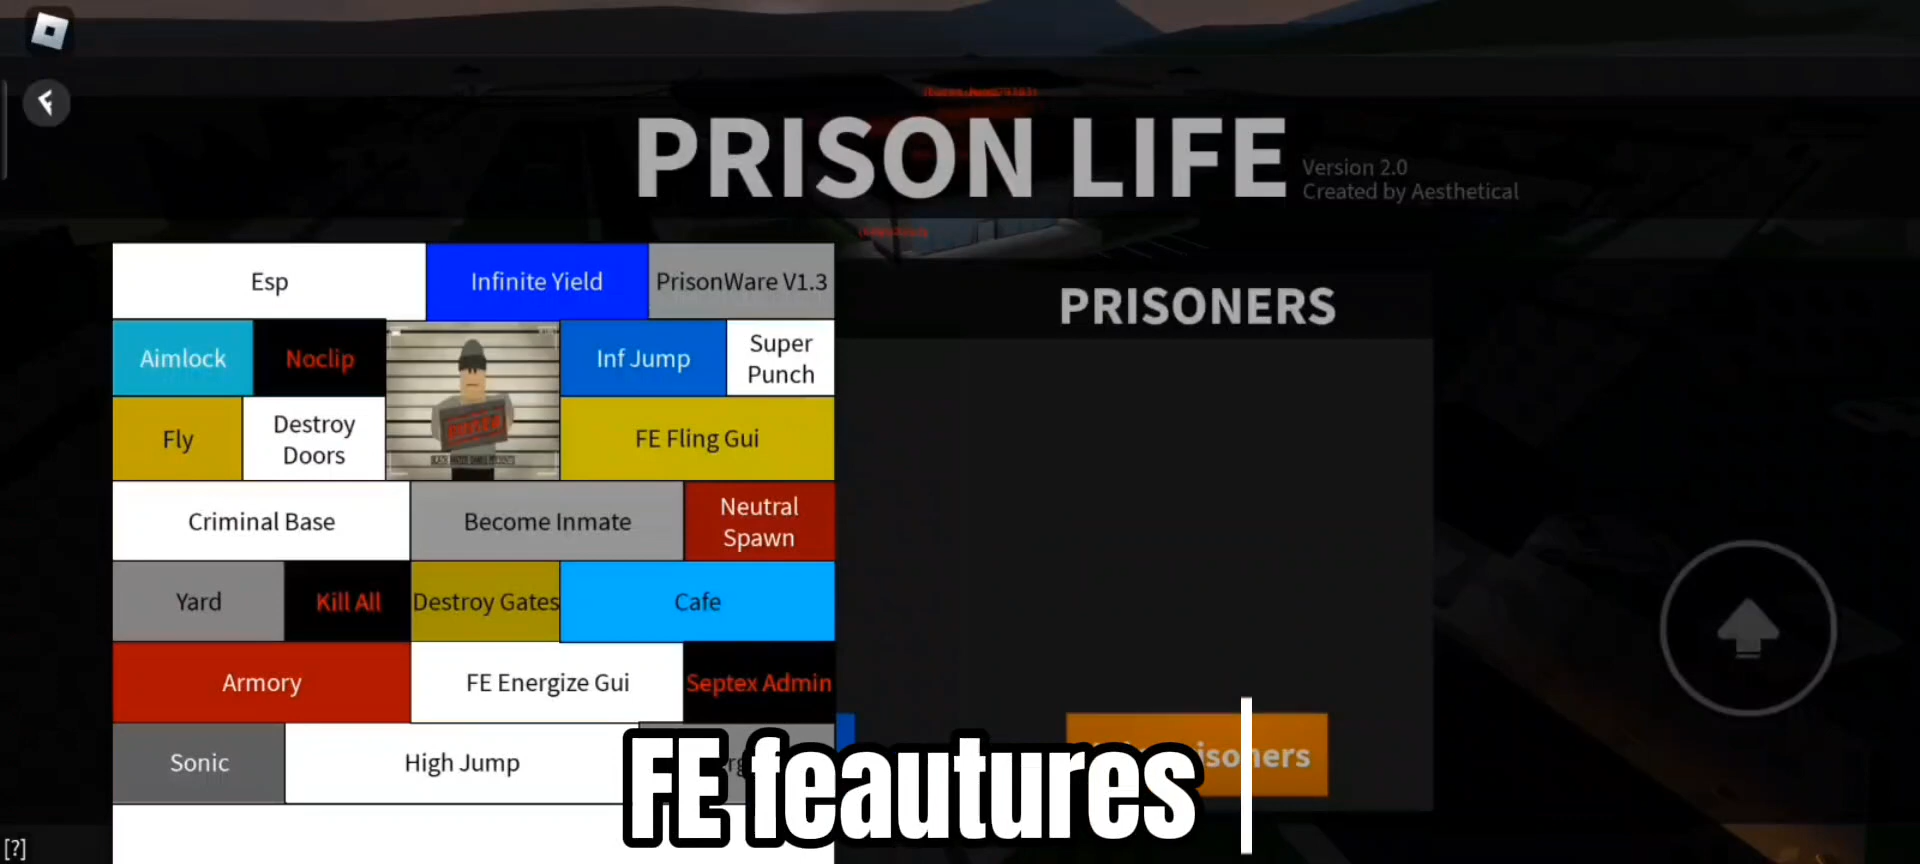 PRISON LIFE
Version 2.0
Created by Aesthetical
Esp
Infinite Yield
PrisonWare V1.3
PRISONERS
Aimlock
Noclip
Inf Jump
Super
Punch
Fly
Destroy
Doors
FE Fling Gui
Criminal Base
Become Inmate
Neutral
Spawn
Yard
Kill All
Destroy Gates
Cafe
Armory
FE Energize Gui
Septex Admin
Sonic
High Jump
FE feautures
[?]